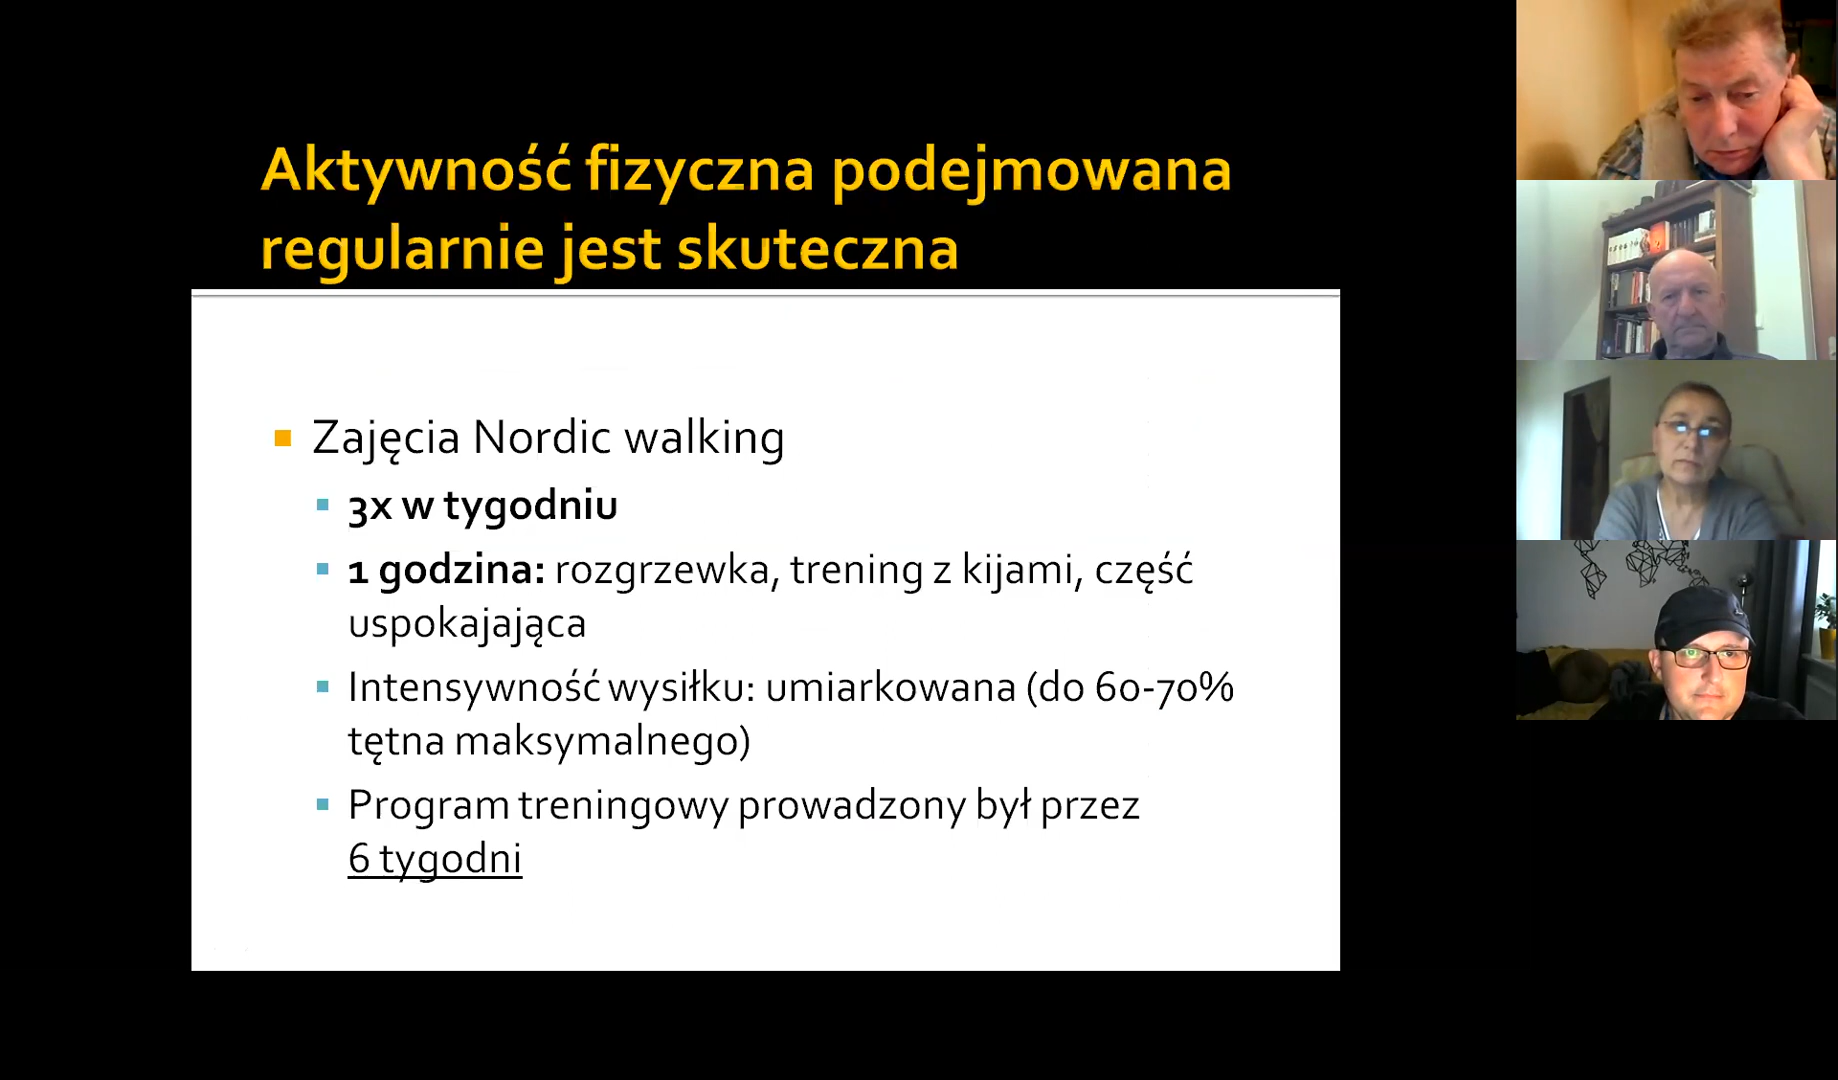 Aktywność fizyczna podejmowana
regularnie jest skuteczna
Zajęcia Nordic walking
3x w tygodniu
1 godzina: rozgrzewka, trening z kijami, część
uspokajająca
Intensywność wysiłku: umiarkowana (do 60-70%
tętna maksymalnego)
Program treningowy prowadzony był przez
6 tygodni